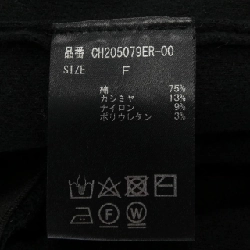 品番 CH205079ER-00
SIZE F
綿 75%
カシミヤ 13%
ナイロン 9%
ポリウレタン 3%
F W